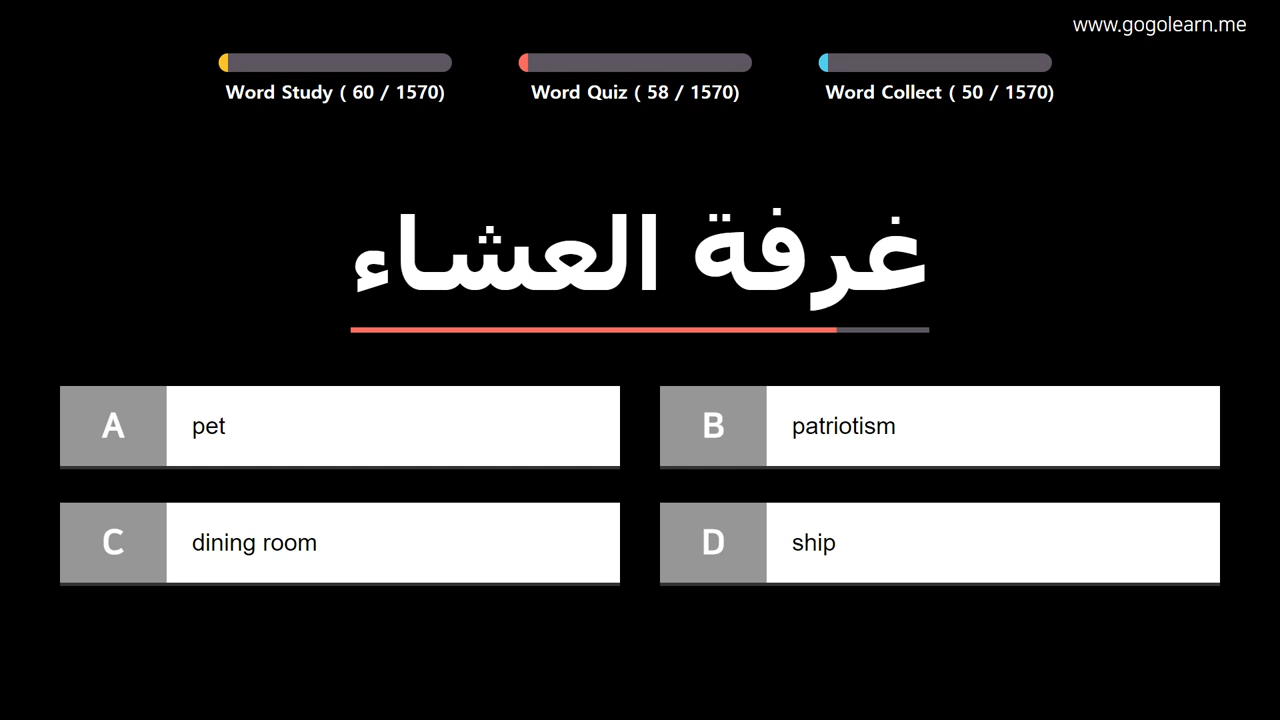 www.gogolearn.me
Word Study ( 60 / 1570)
Word Quiz ( 58 / 1570)
Word Collect ( 50 / 1570)
غرفة العشاء
A pet
B patriotism
C dining room
D ship